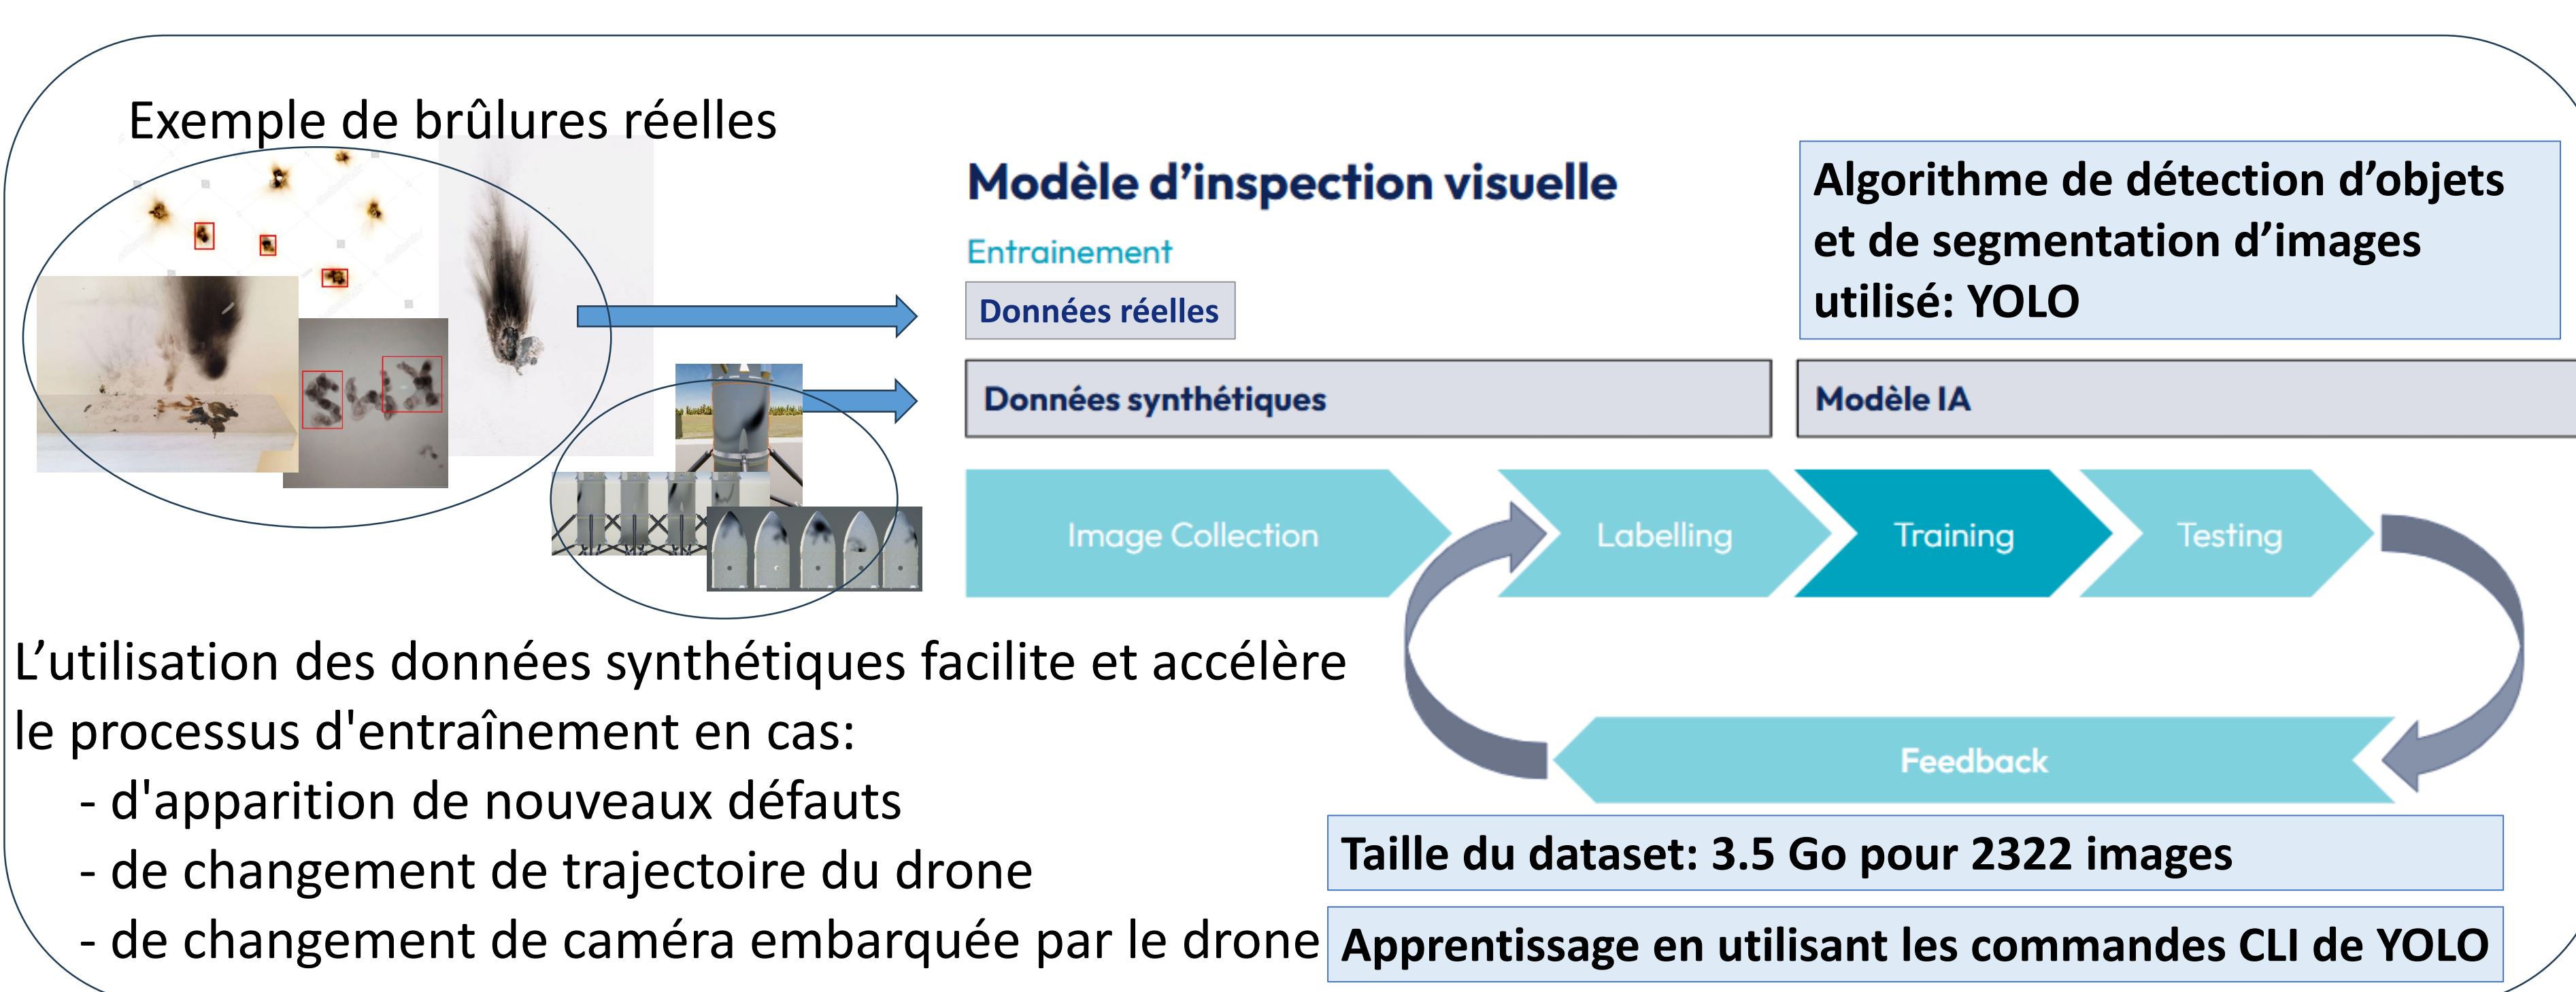 Exemple de brûlures réelles
Modèle d’inspection visuelle
Entrainement
Données réelles
Données synthétiques
Algorithme de détection d’objets
et de segmentation d’images
utilisé: YOLO
Modèle IA
Image Collection
Labelling
Training
Testing
Feedback
L’utilisation des données synthétiques facilite et accélère
le processus d'entraînement en cas:
- d'apparition de nouveaux défauts
- de changement de trajectoire du drone
- de changement de caméra embarquée par le drone
Taille du dataset: 3.5 Go pour 2322 images
Apprentissage en utilisant les commandes CLI de YOLO